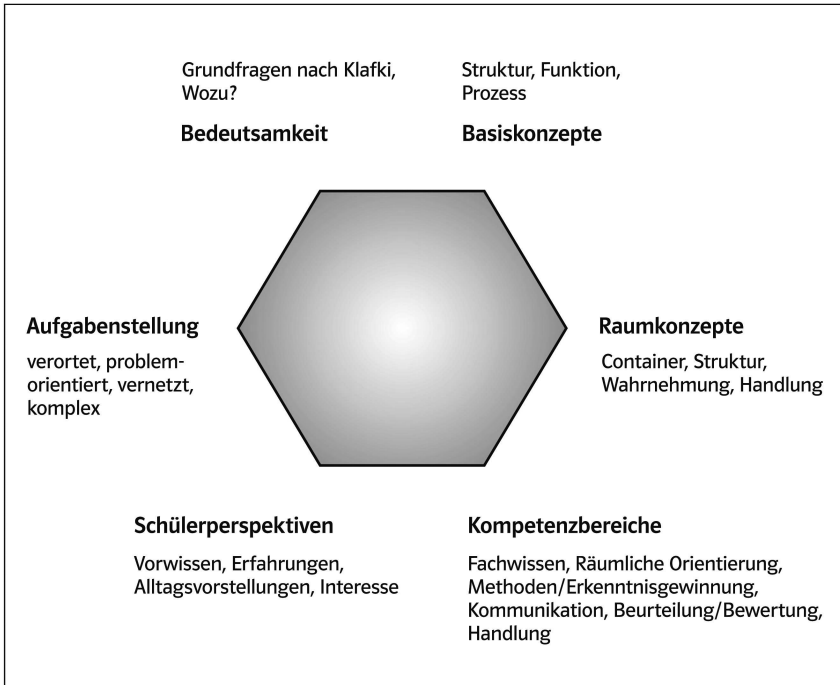 Grundfragen nach Klafki,
Wozu?
Bedeutsamkeit
Struktur, Funktion,
Prozess
Basiskonzepte
Aufgabenstellung
verortet, problem-
orientiert, vernetzt,
komplex
Raumkonzepte
Container, Struktur,
Wahrnehmung, Handlung
Schülerperspektiven
Vorwissen, Erfahrungen,
Alltagsvorstellungen, Interesse
Kompetenzbereiche
Fachwissen, Räumliche Orientierung,
Methoden/Erkenntnisgewinnung,
Kommunikation, Beurteilung/Bewertung,
Handlung